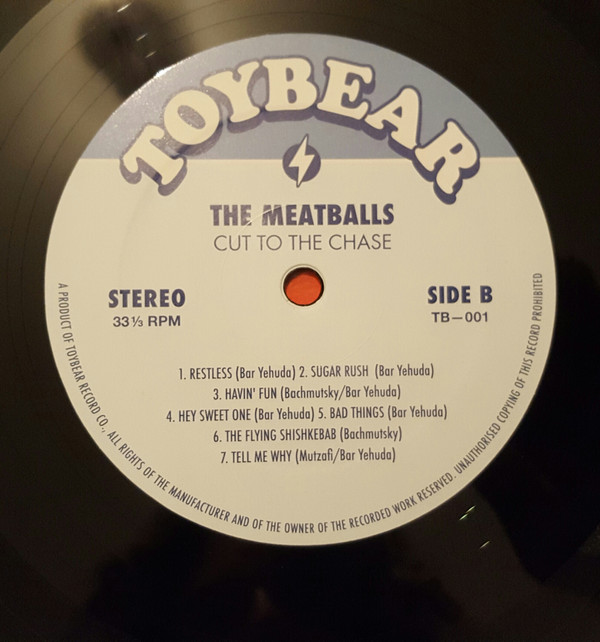 TOYBEAR
THE MEATBALLS
CUT TO THE CHASE
STEREO
33⅓ RPM
SIDE B
TB—001
1. RESTLESS (Bar Yehuda) 2. SUGAR RUSH (Bar Yehuda)
3. HAVIN' FUN (Bachmutsky/Bar Yehuda)
4. HEY SWEET ONE (Bar Yehuda) 5. BAD THINGS (Bar Yehuda)
6. THE FLYING SHISHKEBAB (Bachmutsky)
7. TELL ME WHY (Mutzafi/Bar Yehuda)
A PRODUCT OF TOYBEAR RECORD CO., ALL RIGHTS OF THE MANUFACTURER AND OF THE OWNER OF THE RECORDED WORK RESERVED. UNAUTHORISED COPYING OF THIS RECORD PROHIBITED